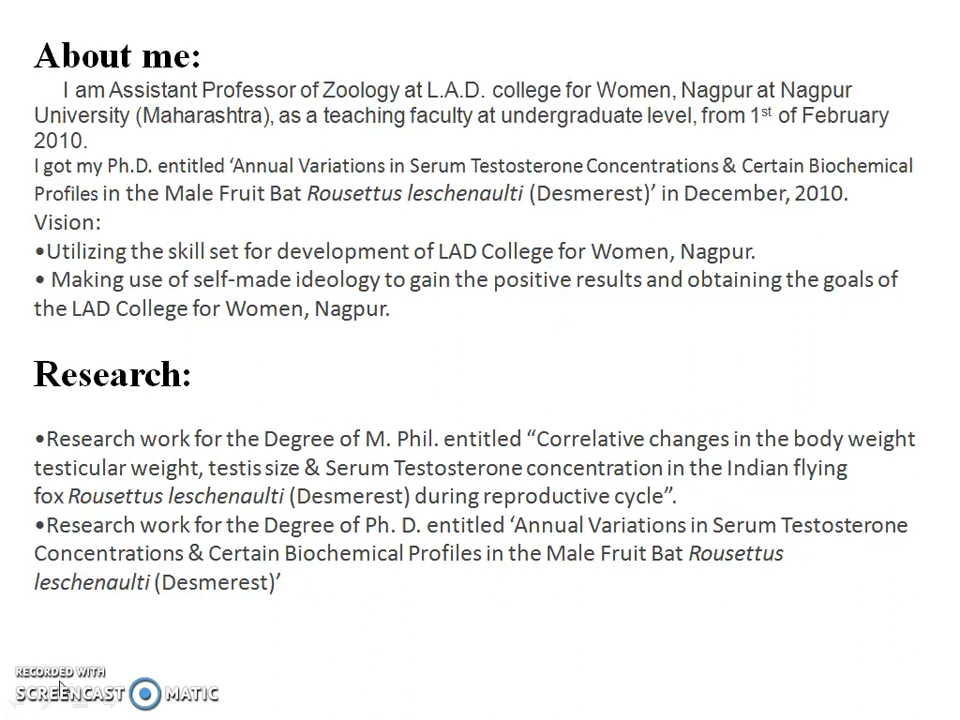 About me:
I am Assistant Professor of Zoology at L.A.D. college for Women, Nagpur at Nagpur
University (Maharashtra), as a teaching faculty at undergraduate level, from 1st of February
2010.
I got my Ph.D. entitled ‘Annual Variations in Serum Testosterone Concentrations & Certain Biochemical
Profiles in the Male Fruit Bat Rousettus leschenaulti (Desmerest)’ in December, 2010.
Vision:
•Utilizing the skill set for development of LAD College for Women, Nagpur.
• Making use of self-made ideology to gain the positive results and obtaining the goals of
the LAD College for Women, Nagpur.
Research:
•Research work for the Degree of M. Phil. entitled “Correlative changes in the body weight
testicular weight, testis size & Serum Testosterone concentration in the Indian flying
fox Rousettus leschenaulti (Desmerest) during reproductive cycle”.
•Research work for the Degree of Ph. D. entitled ‘Annual Variations in Serum Testosterone
Concentrations & Certain Biochemical Profiles in the Male Fruit Bat Rousettus
leschenaulti (Desmerest)’
RECORDED WITH
SCREENCAST MATIC